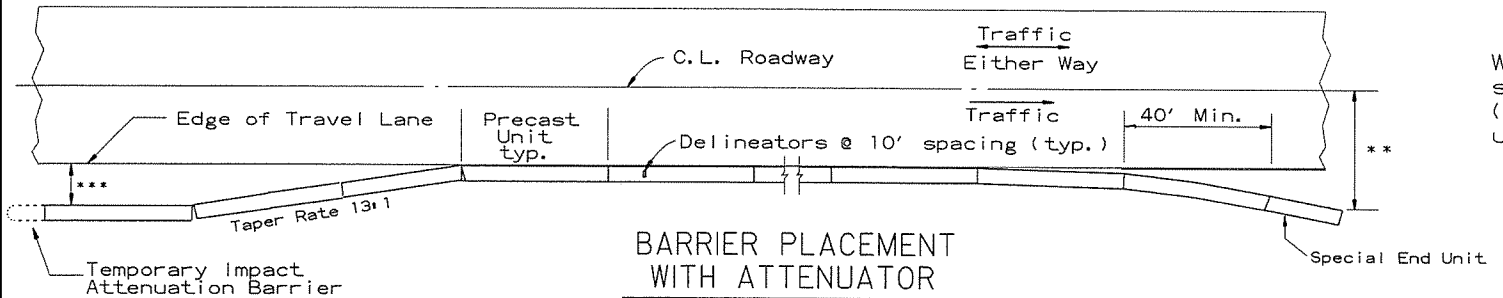 Traffic
Either Way
C.L. Roadway
Traffic
40' Min.
Edge of Travel Lane
Precast
Unit
typ.
Delineators @ 10' spacing (typ.)
**
***
Taper Rate 13:1
Temporary Impact
Attenuation Barrier
Special End Unit
BARRIER PLACEMENT
WITH ATTENUATOR
W
s
(